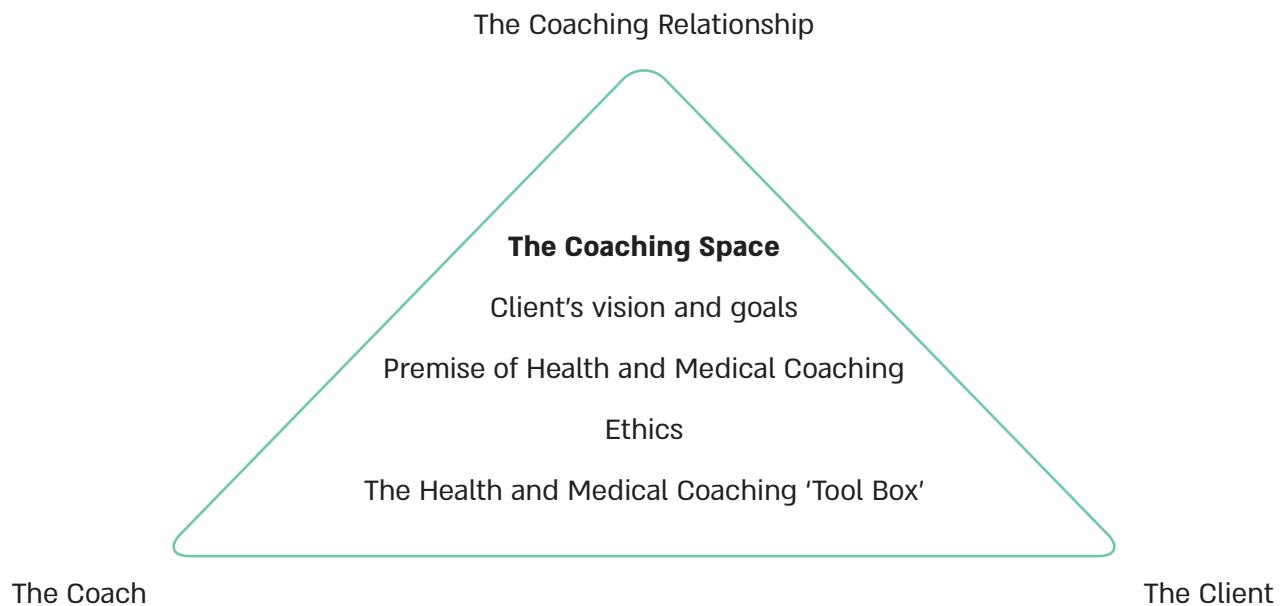 The Coaching Relationship
The Coaching Space
Client's vision and goals
Premise of Health and Medical Coaching
Ethics
The Health and Medical Coaching ‘Tool Box’
The Coach
The Client